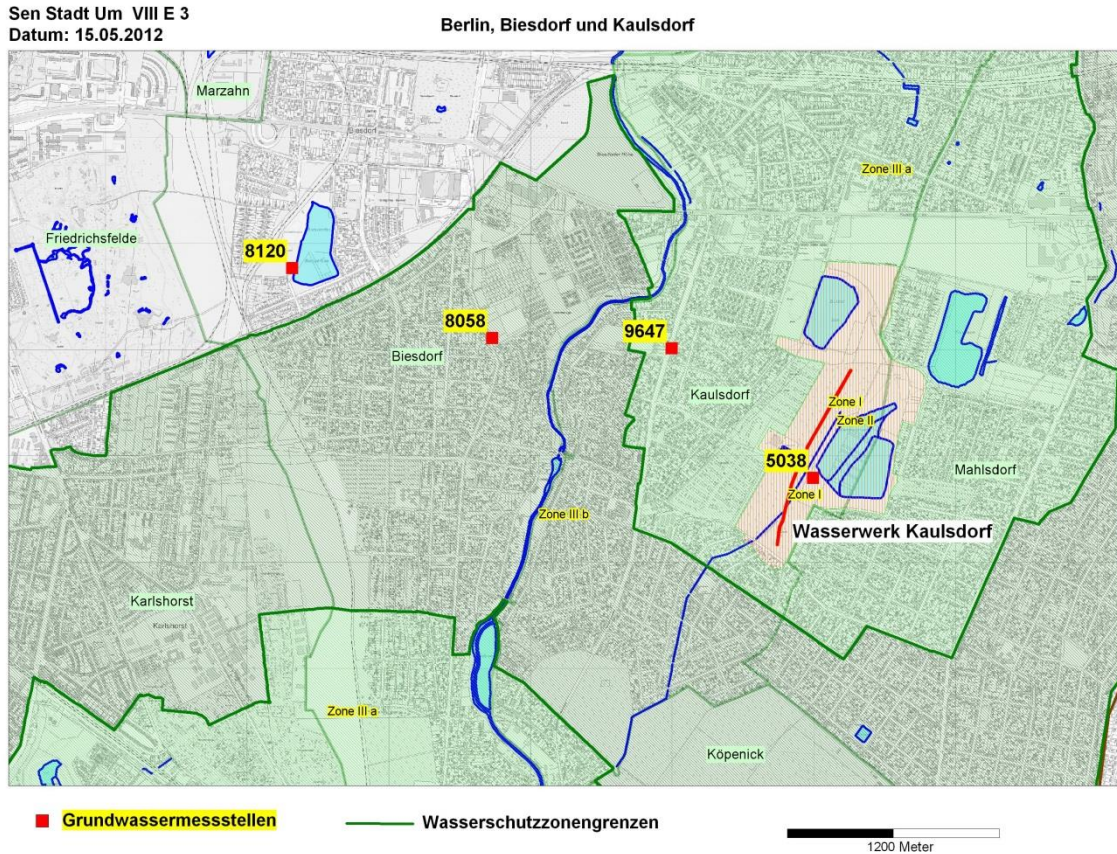 Sen Stadt Um VIII E 3
Datum: 15.05.2012
Berlin, Biesdorf und Kaulsdorf
Marzahn
Biesdorf
Zone III a
Friedrichsfelde
8120
8058
9647
Biesdorf
Kaulsdorf
Zone I
Zone II
5038
Mahlsdorf
Zone I
Zone III b
Wasserwerk Kaulsdorf
Karlshorst
Karlshorst
Zone III a
Köpenick
Grundwassermessstellen
Wasserschutzzonengrenzen
1200 Meter